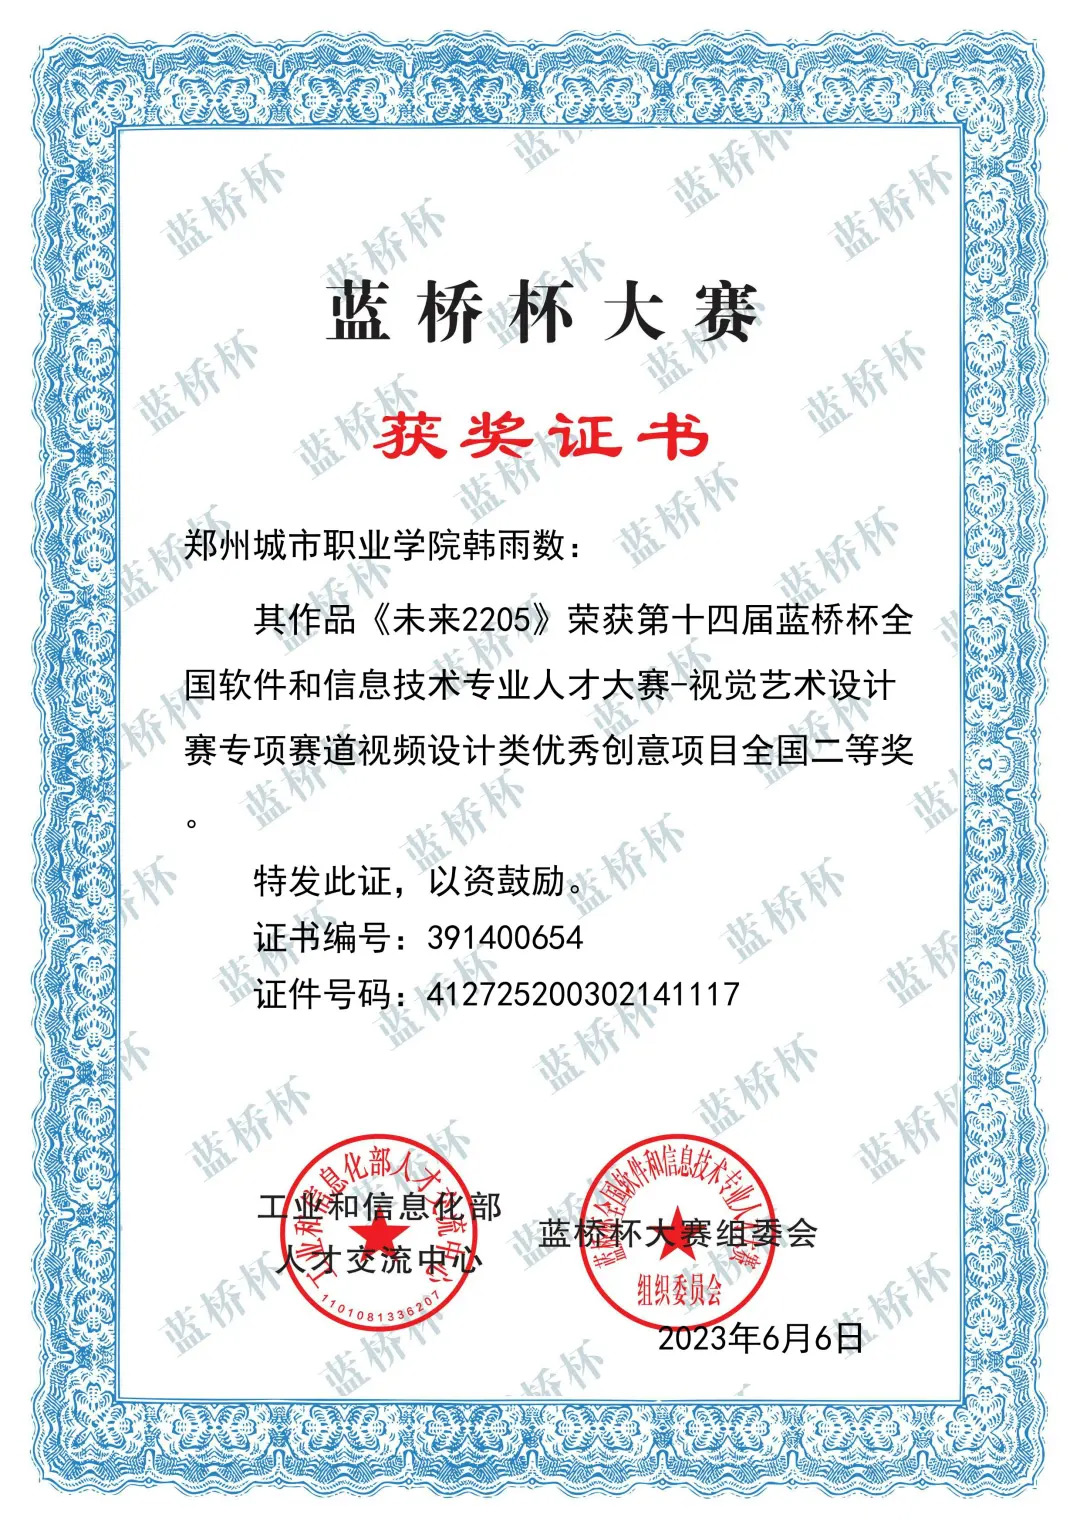 蓝桥杯大赛
获奖证书
郑州城市职业学院韩雨数：
其作品《未来2205》荣获第十四届蓝桥杯全
国软件和信息技术专业人才大赛-视觉艺术设计
赛专项赛道视频设计类优秀创意项目全国二等奖
。
特发此证，以资鼓励。
证书编号：391400654
证件号码：412725200302141117
工业和信息化部
人才交流中心
蓝桥杯大赛组委会
工业和信息化部人才交流中心
1101081336207
蓝桥杯全国软件和信息技术专业人才大赛
组织委员会
2023年6月6日
蓝桥杯